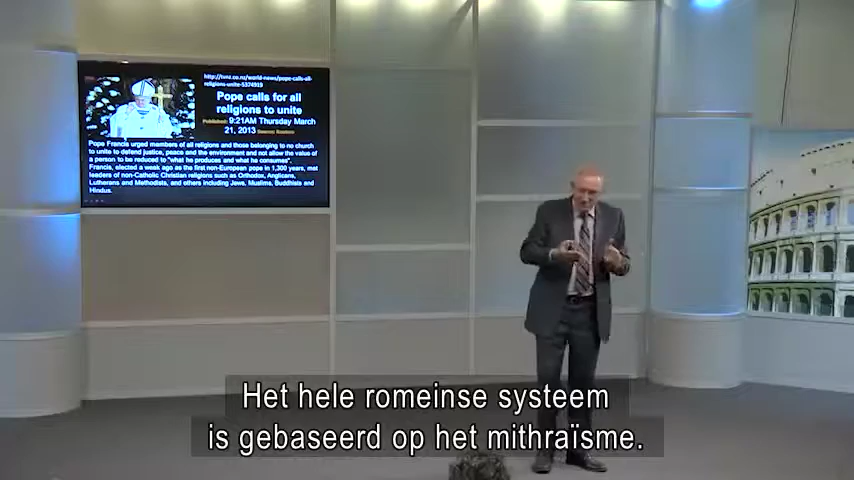 http://tvnz.co.nz/world-news/pope-calls-all-
religions-unite-5374919
Pope calls for all
religions to unite
Published: 9:21AM Thursday March
21, 2013 Source: Reuters
Pope Francis urged members of all religions and those belonging to no church
to unite to defend justice, peace and the environment and not allow the value of
a person to be reduced to "what he produces and what he consumes".
Francis, elected a week ago as the first non-European pope in 1,300 years, met
leaders of non-Catholic Christian religions such as Orthodox, Anglicans,
Lutherans and Methodists, and others including Jews, Muslims, Buddhists and
Hindus.
Het hele romeinse systeem
is gebaseerd op het mithraïsme.